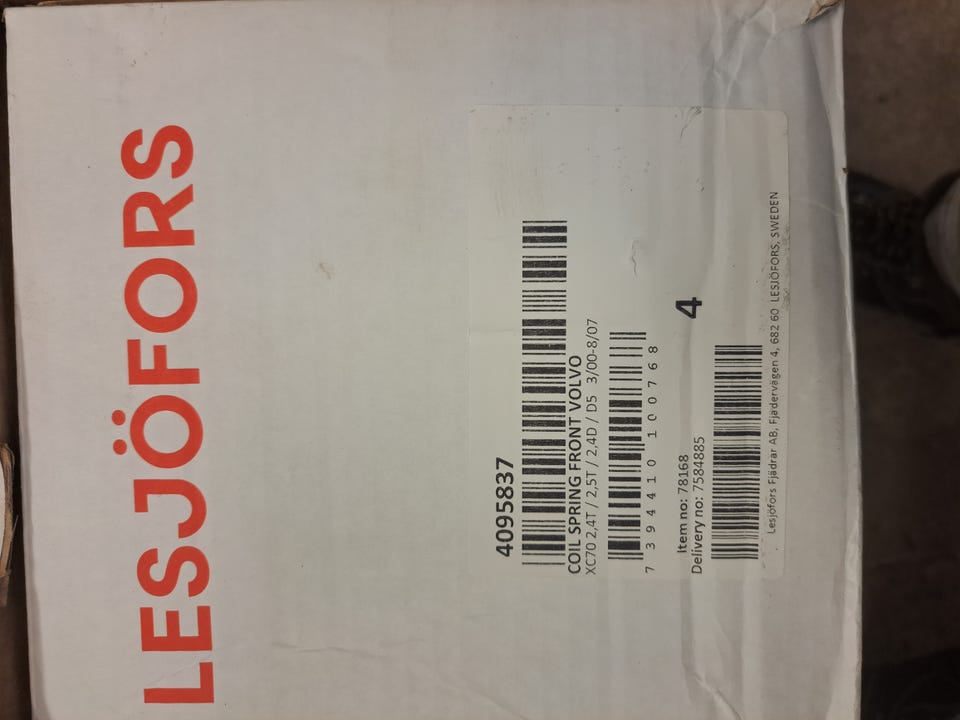 LESJÖFORS
4095837
COIL SPRING FRONT VOLVO
XC70 2,4T / 2,5T / 2,4D / D5 3/00-8/07
7 394410 100768
Item no: 78168
Delivery no: 7584885
4
Lesjöfors Fjädrar AB, Fjädervägen 4, 682 60 LESJÖFORS, SWEDEN